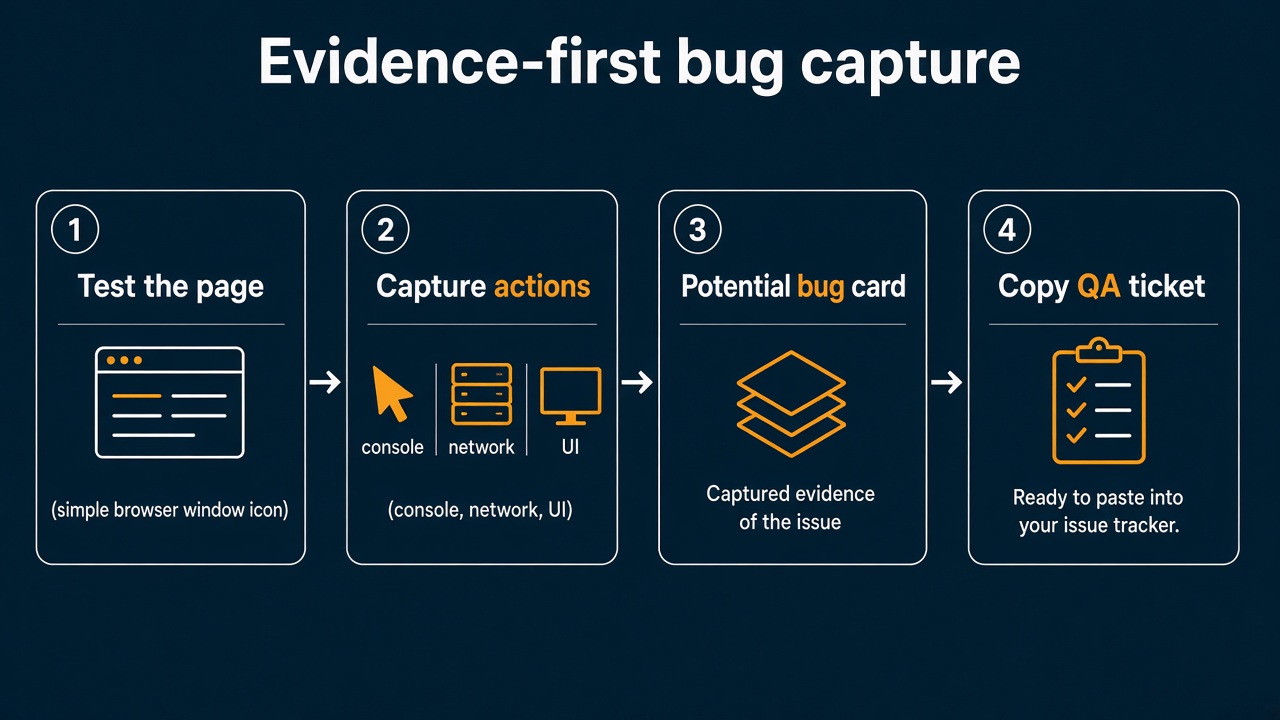 Evidence-first bug capture
1
Test the page
(simple browser window icon)
2
Capture actions
console
network
UI
(console, network, UI)
3
Potential bug card
Captured evidence
of the issue
4
Copy QA ticket
Ready to paste into
your issue tracker.